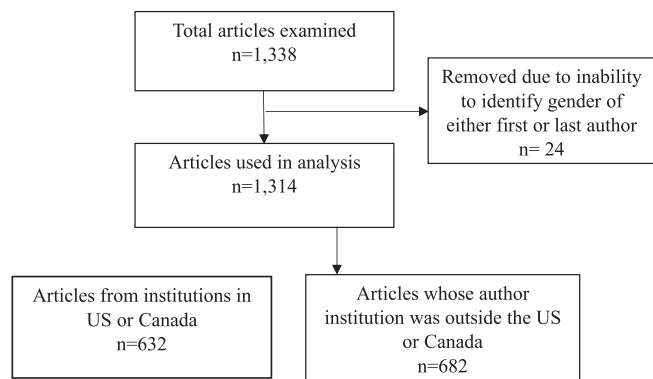 Total articles examined
n=1,338
Removed due to inability
to identify gender of
either first or last author
n= 24
Articles used in analysis
n=1,314
Articles from institutions in
US or Canada
n=632
Articles whose author
institution was outside the US
or Canada
n=682